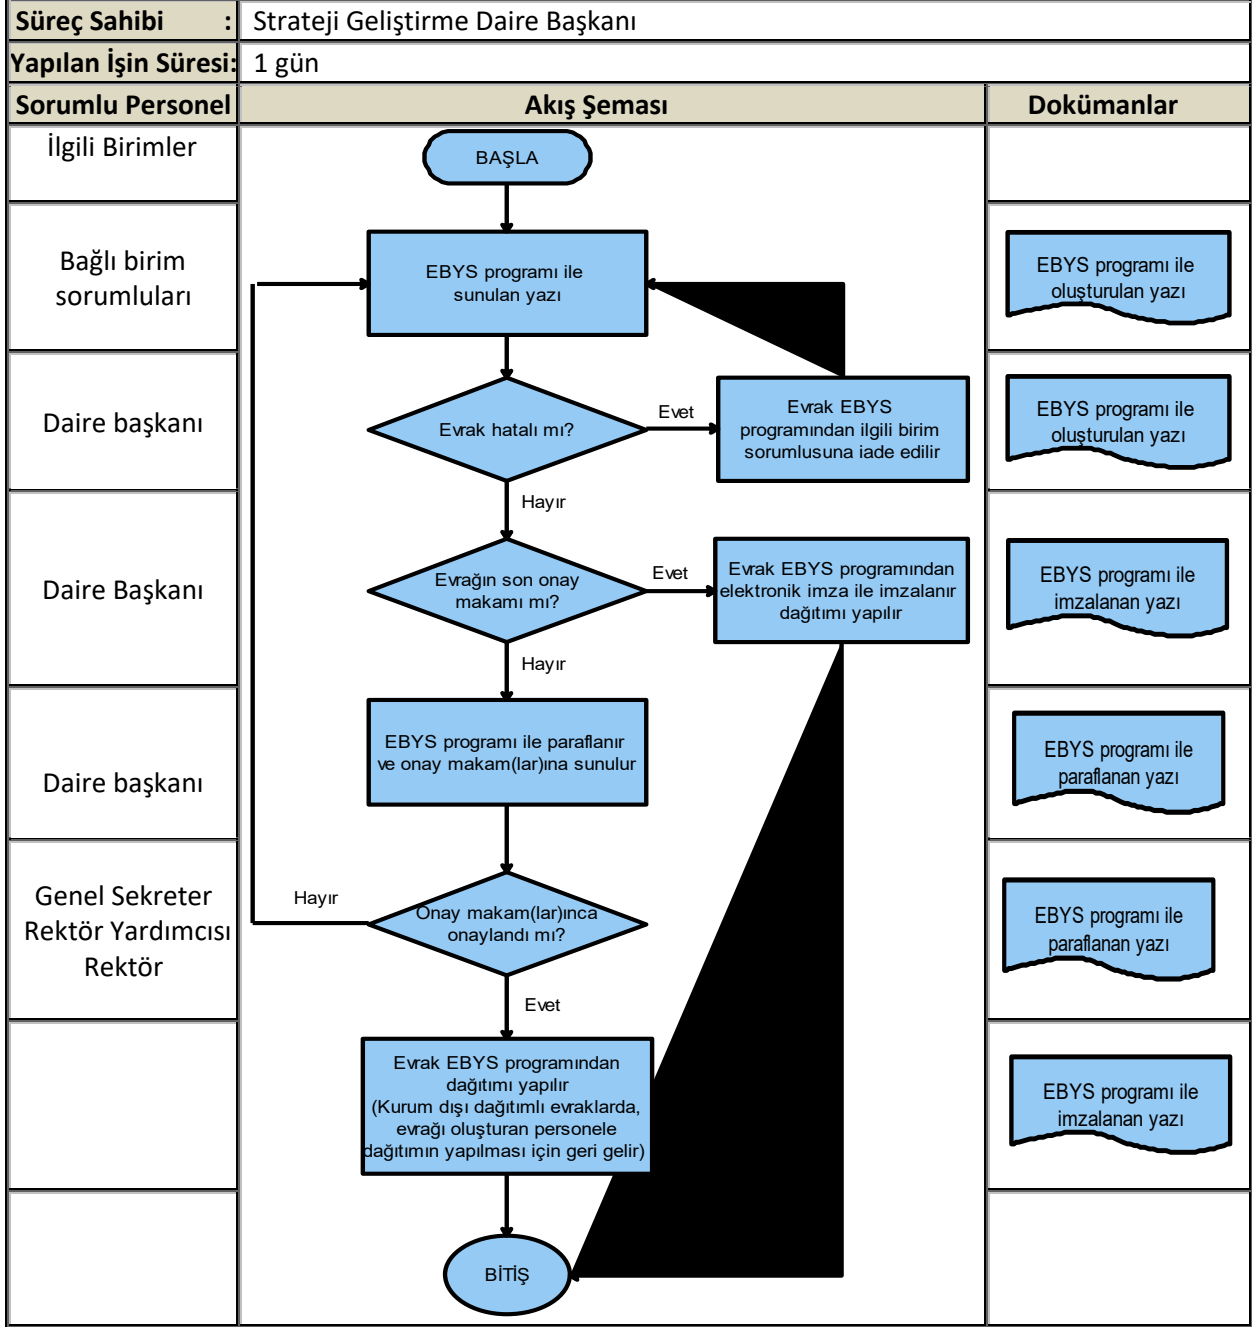 Süreç Sahibi :
Strateji Geliştirme Daire Başkanı
Yapılan İşin Süresi:
1 gün
Sorumlu Personel
Akış Şeması
Dokümanlar
İlgili Birimler
BAŞLA
Bağlı birim
sorumluları
EBYS programı ile
sunulan yazı
EBYS programı ile
oluşturulan yazı
Daire başkanı
Evrak hatalı mı?
Evet
Evrak EBYS
programından ilgili birim
sorumlusuna iade edilir
EBYS programı ile
oluşturulan yazı
Hayır
Daire Başkanı
Evrağın son onay
makamı mı?
Evet
Evrak EBYS programından
elektronik imza ile imzalanır
dağıtımı yapılır
EBYS programı ile
imzalanan yazı
Hayır
Daire başkanı
EBYS programı ile paraflanır
ve onay makam(lar)ına sunulur
EBYS programı ile
paraflanan yazı
Genel Sekreter
Rektör Yardımcısı
Rektör
Hayır
Onay makam(lar)ınca
onaylandı mı?
EBYS programı ile
paraflanan yazı
Evet
Evrak EBYS programından
dağıtımı yapılır
(Kurum dışı dağıtımlı evraklarda,
evrağı oluşturan personele
dağıtımın yapılması için geri gelir)
EBYS programı ile
imzalanan yazı
BİTİŞ